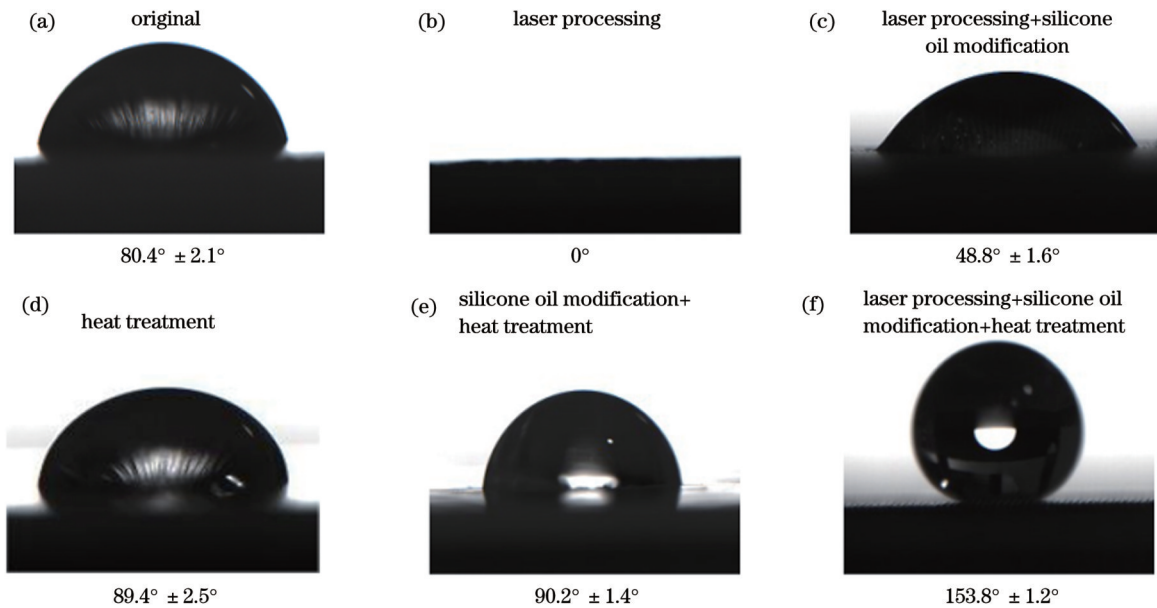 (a) original
(b) laser processing
(c) laser processing+silicone
oil modification
80.4° ± 2.1°
0°
48.8° ± 1.6°
(d) heat treatment
(e) silicone oil modification+
heat treatment
(f) laser processing+silicone oil
modification+heat treatment
89.4° ± 2.5°
90.2° ± 1.4°
153.8° ± 1.2°